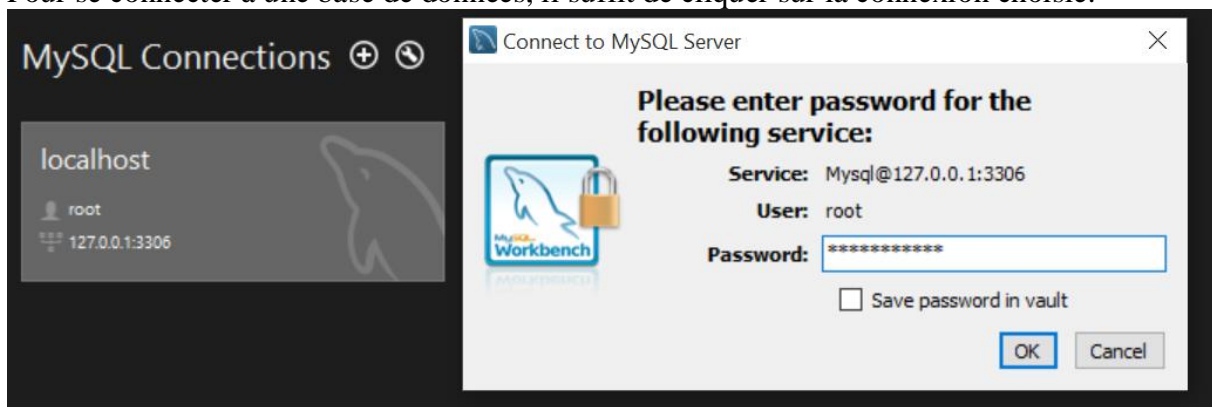 Pour se connecter à une base de données, il suffit de cliquer sur la connexion choisie.
MySQL Connections
localhost
root
127.0.0.1:3306
Connect to MySQL Server
Please enter password for the
following service:
Service: Mysql@127.0.0.1:3306
User: root
MySQL
Workbench
Password: ***********
Save password in vault
OK Cancel